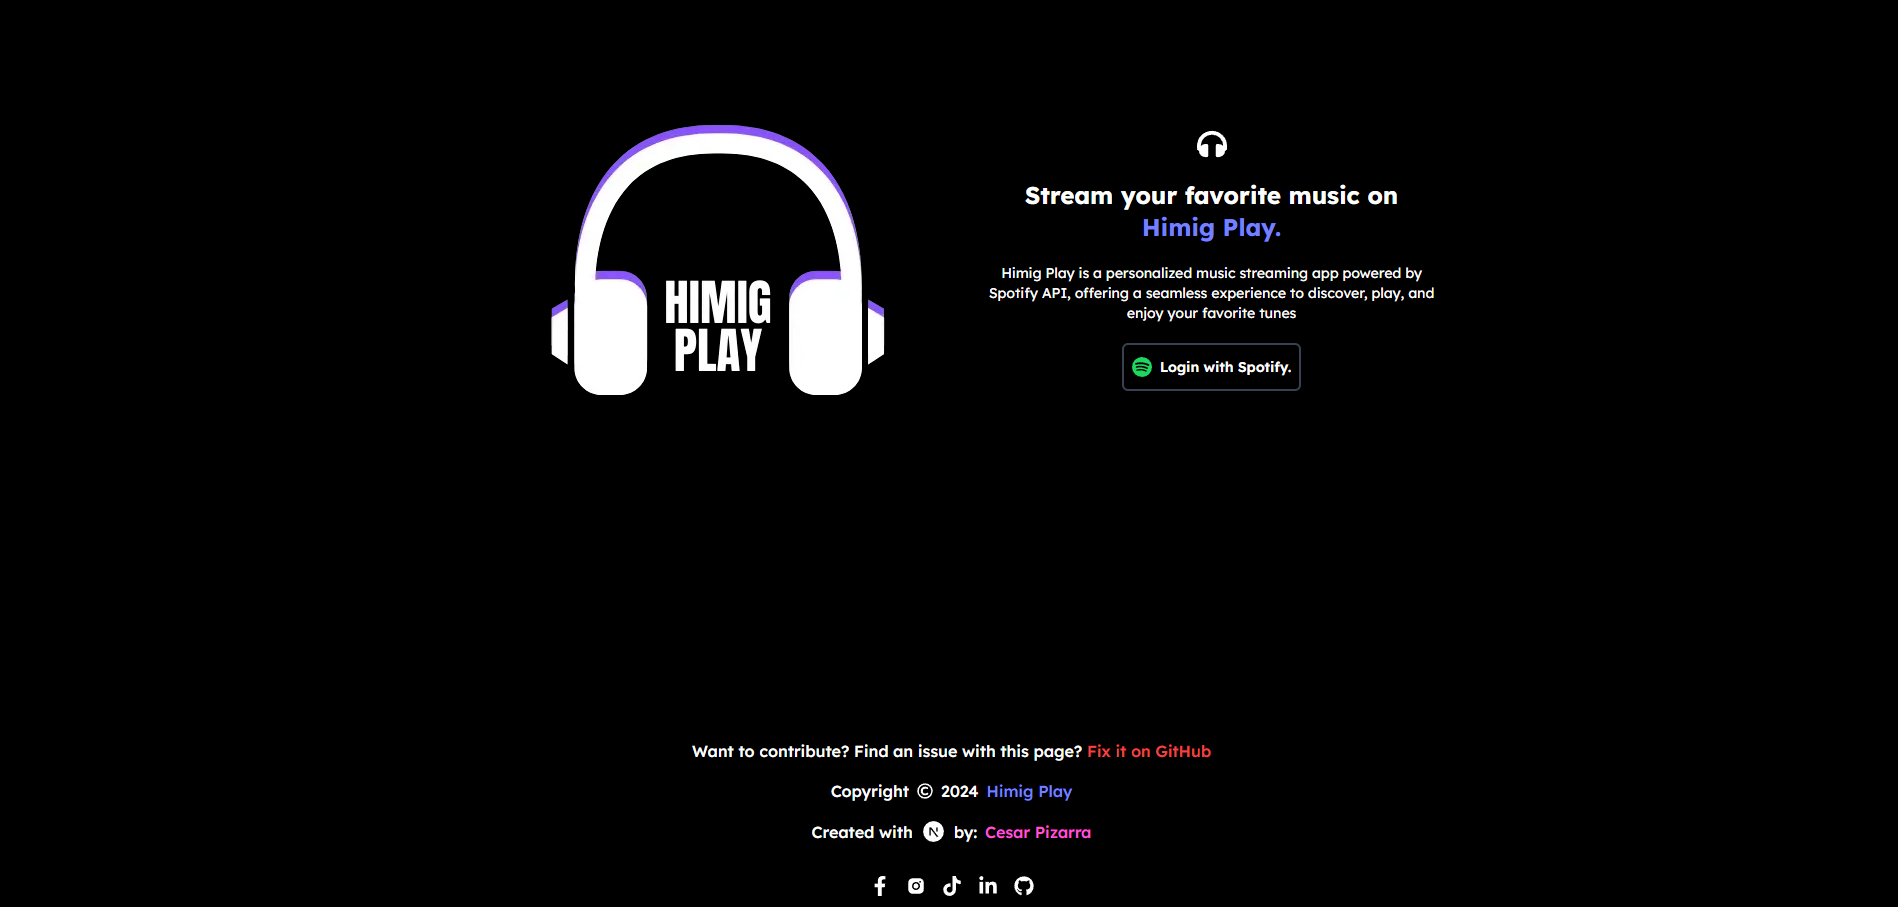 HIMIG
PLAY
Stream your favorite music on
Himig Play.
Himig Play is a personalized music streaming app powered by
Spotify API, offering a seamless experience to discover, play, and
enjoy your favorite tunes
Login with Spotify.
Want to contribute? Find an issue with this page? Fix it on GitHub
Copyright © 2024 Himig Play
Created with N by: Cesar Pizarra